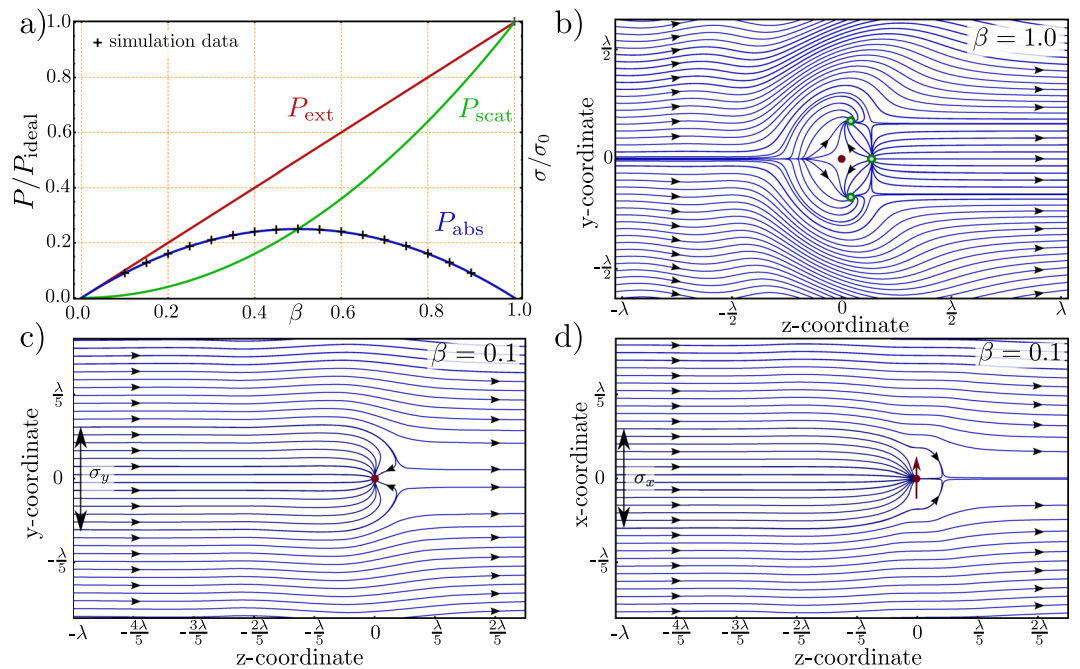 a)
1.0
0.8
0.6
0.4
0.2
0.0
P/P_ideal
+ simulation data
P_ext
P_scat
P_abs
0.2
0.4
β
0.6
0.8
1.0
σ/σ₀
b)
β = 1.0
λ/2
0
-λ/2
y-coordinate
-λ
-λ/2
0
λ/2
λ
z-coordinate
c)
β = 0.1
λ/5
0
-λ/5
y-coordinate
σ_y
-λ
-4λ/5
-3λ/5
-2λ/5
-λ/5
0
λ/5
2λ/5
z-coordinate
d)
β = 0.1
λ/5
0
-λ/5
x-coordinate
σ_x
-λ
-4λ/5
-3λ/5
-2λ/5
-λ/5
0
λ/5
2λ/5
z-coordinate